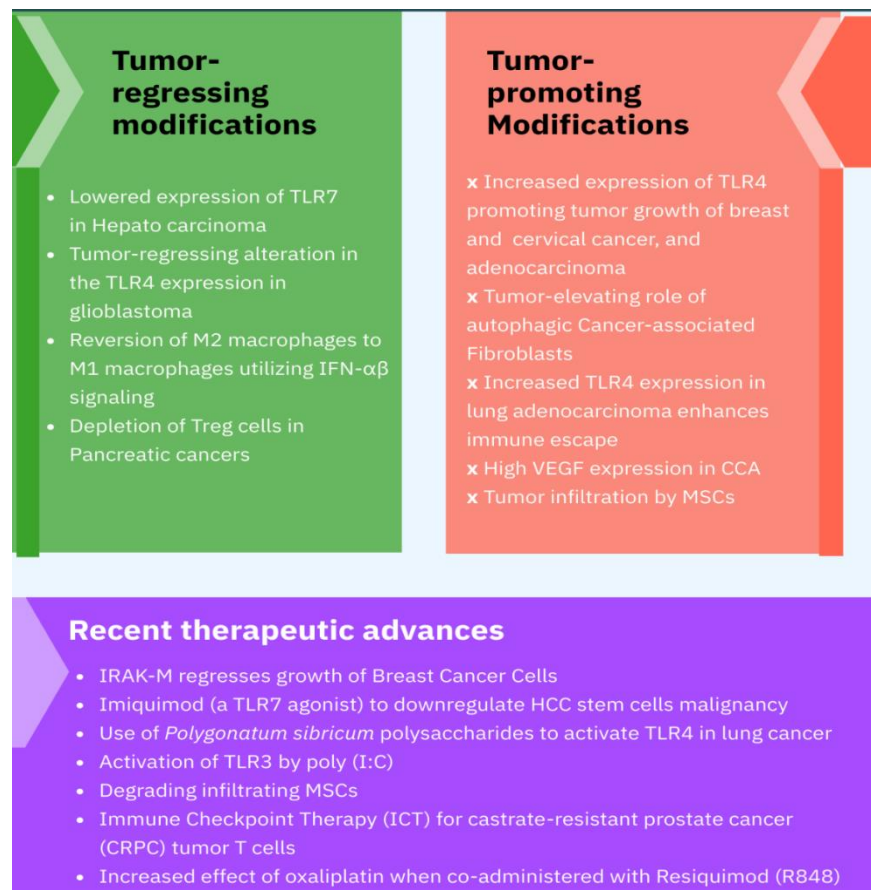 Tumor-
regressing
modifications
• Lowered expression of TLR7
in Hepato carcinoma
• Tumor-regressing alteration in
the TLR4 expression in
glioblastoma
• Reversion of M2 macrophages to
M1 macrophages utilizing IFN-αβ
signaling
• Depletion of Treg cells in
Pancreatic cancers
Tumor-
promoting
Modifications
x Increased expression of TLR4
promoting tumor growth of breast
and cervical cancer, and
adenocarcinoma
x Tumor-elevating role of
autophagic Cancer-associated
Fibroblasts
x Increased TLR4 expression in
lung adenocarcinoma enhances
immune escape
x High VEGF expression in CCA
x Tumor infiltration by MSCs
Recent therapeutic advances
• IRAK-M regresses growth of Breast Cancer Cells
• Imiquimod (a TLR7 agonist) to downregulate HCC stem cells malignancy
• Use of Polygonatum sibricum polysaccharides to activate TLR4 in lung cancer
• Activation of TLR3 by poly (I:C)
• Degrading infiltrating MSCs
• Immune Checkpoint Therapy (ICT) for castrate-resistant prostate cancer
(CRPC) tumor T cells
• Increased effect of oxaliplatin when co-administered with Resiquimod (R848)